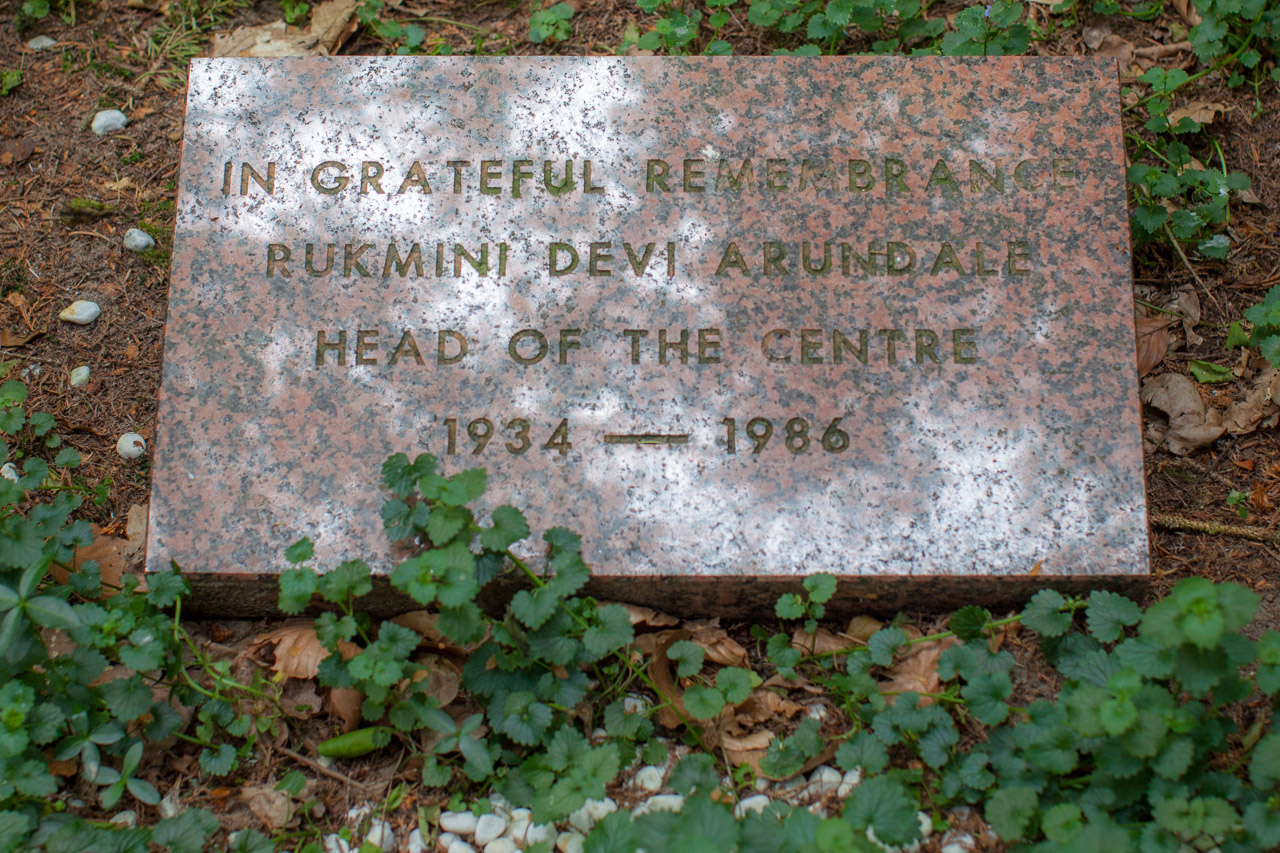 IN GRATEFUL REMEMBRANCE
RUKMINI DEVI ARUNDALE
HEAD OF THE CENTRE
1934 — 1986